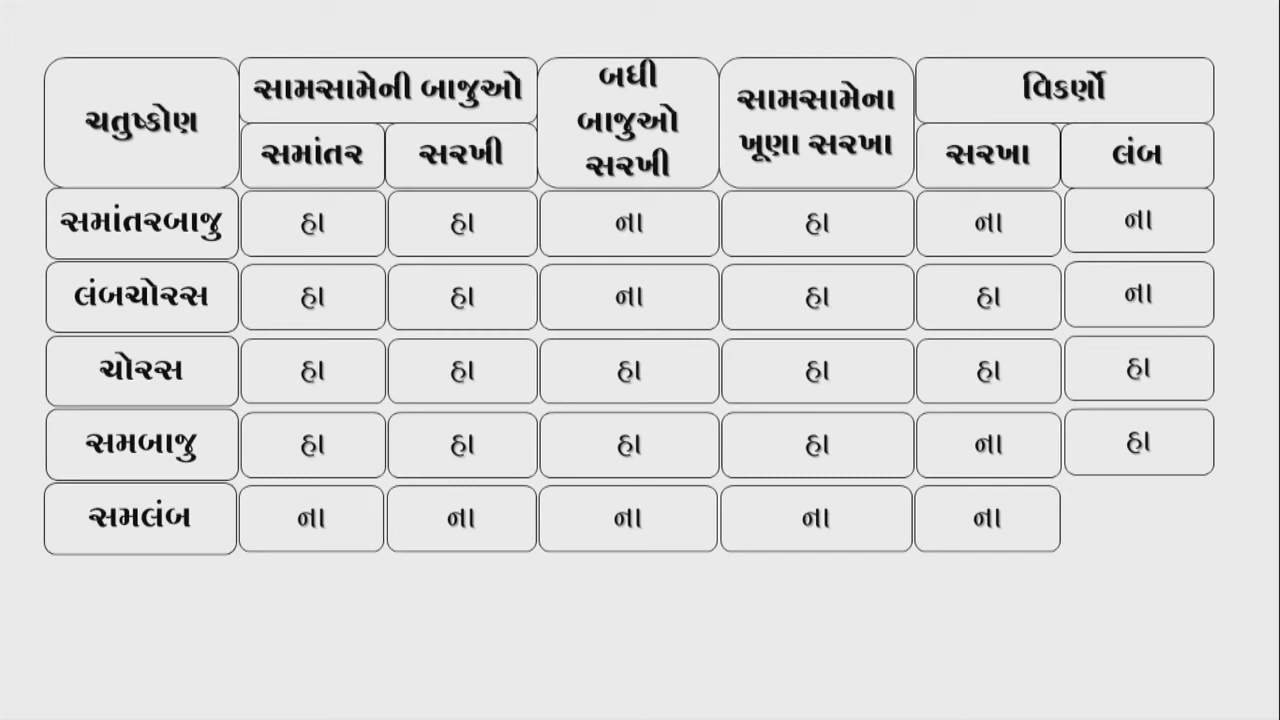 ચતુષ્કોણ સામસામેની બાજુઓ બધી બાજુઓ સરખી સામસામેના ખૂણા સરખા વિકર્ણો
સમાંતર સરખી સરખા લંબ
સમાંતરબાજુ હા હા ના હા ના ના
લંબચોરસ હા હા ના હા હા ના
ચોરસ હા હા હા હા હા હા
સમબાજુ હા હા હા હા ના હા
સમલંબ ના ના ના ના ના